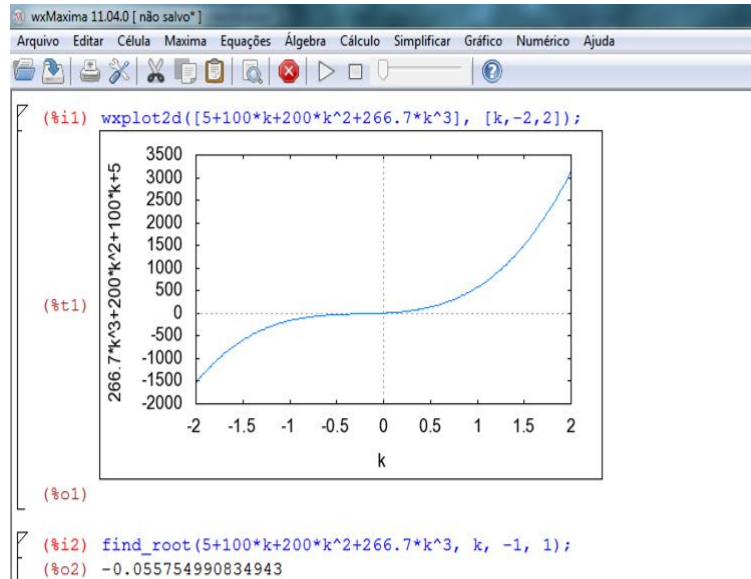 wxMaxima 11.04.0 [ não salvo* ]
Arquivo Editar Célula Maxima Equações Álgebra Cálculo Simplificar Gráfico Numérico Ajuda
(%i1) wxplot2d([5+100*k+200*k^2+266.7*k^3], [k,-2,2]);
(%t1)
266.7*k^3+200*k^2+100*k+5
3500
3000
2500
2000
1500
1000
500
0
-500
-1000
-1500
-2000
-2 -1.5 -1 -0.5 0 0.5 1 1.5 2
k
(%o1)
(%i2) find_root(5+100*k+200*k^2+266.7*k^3, k, -1, 1);
(%o2) -0.055754990834943